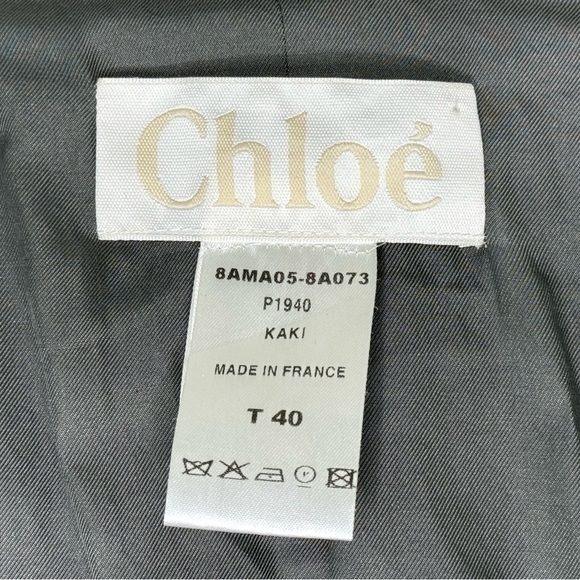 Chloé
8AMA05-8A073
P1940
KAKI
MADE IN FRANCE
T 40